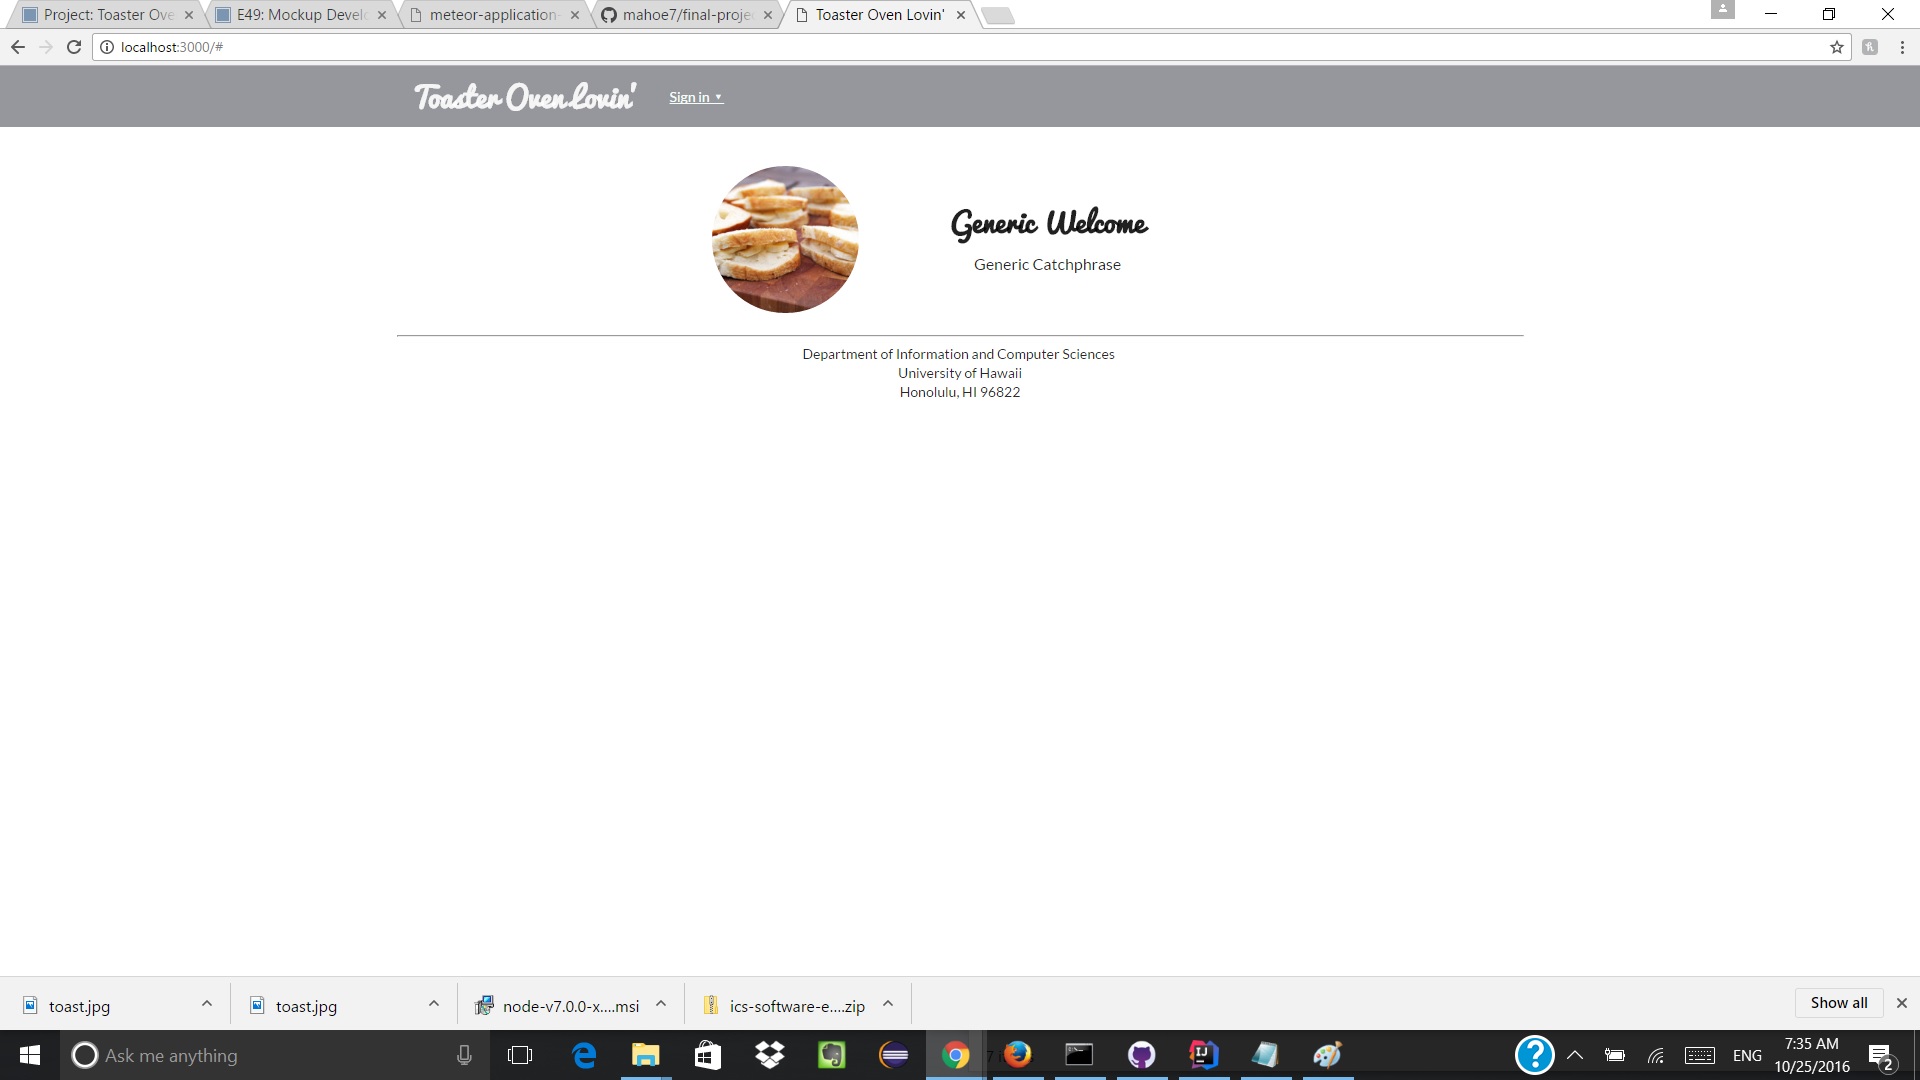 Project: Toaster Ove
E49: Mockup Develo
meteor-application-
mahoe7/final-projec
Toaster Oven Lovin'
localhost:3000/#
Toaster Oven Lovin'
Sign in
Generic Welcome
Generic Catchphrase
Department of Information and Computer Sciences
University of Hawaii
Honolulu, HI 96822
toast.jpg
toast.jpg
node-v7.0.0-x....msi
ics-software-e....zip
Show all
Ask me anything
ENG
7:35 AM
10/25/2016
2